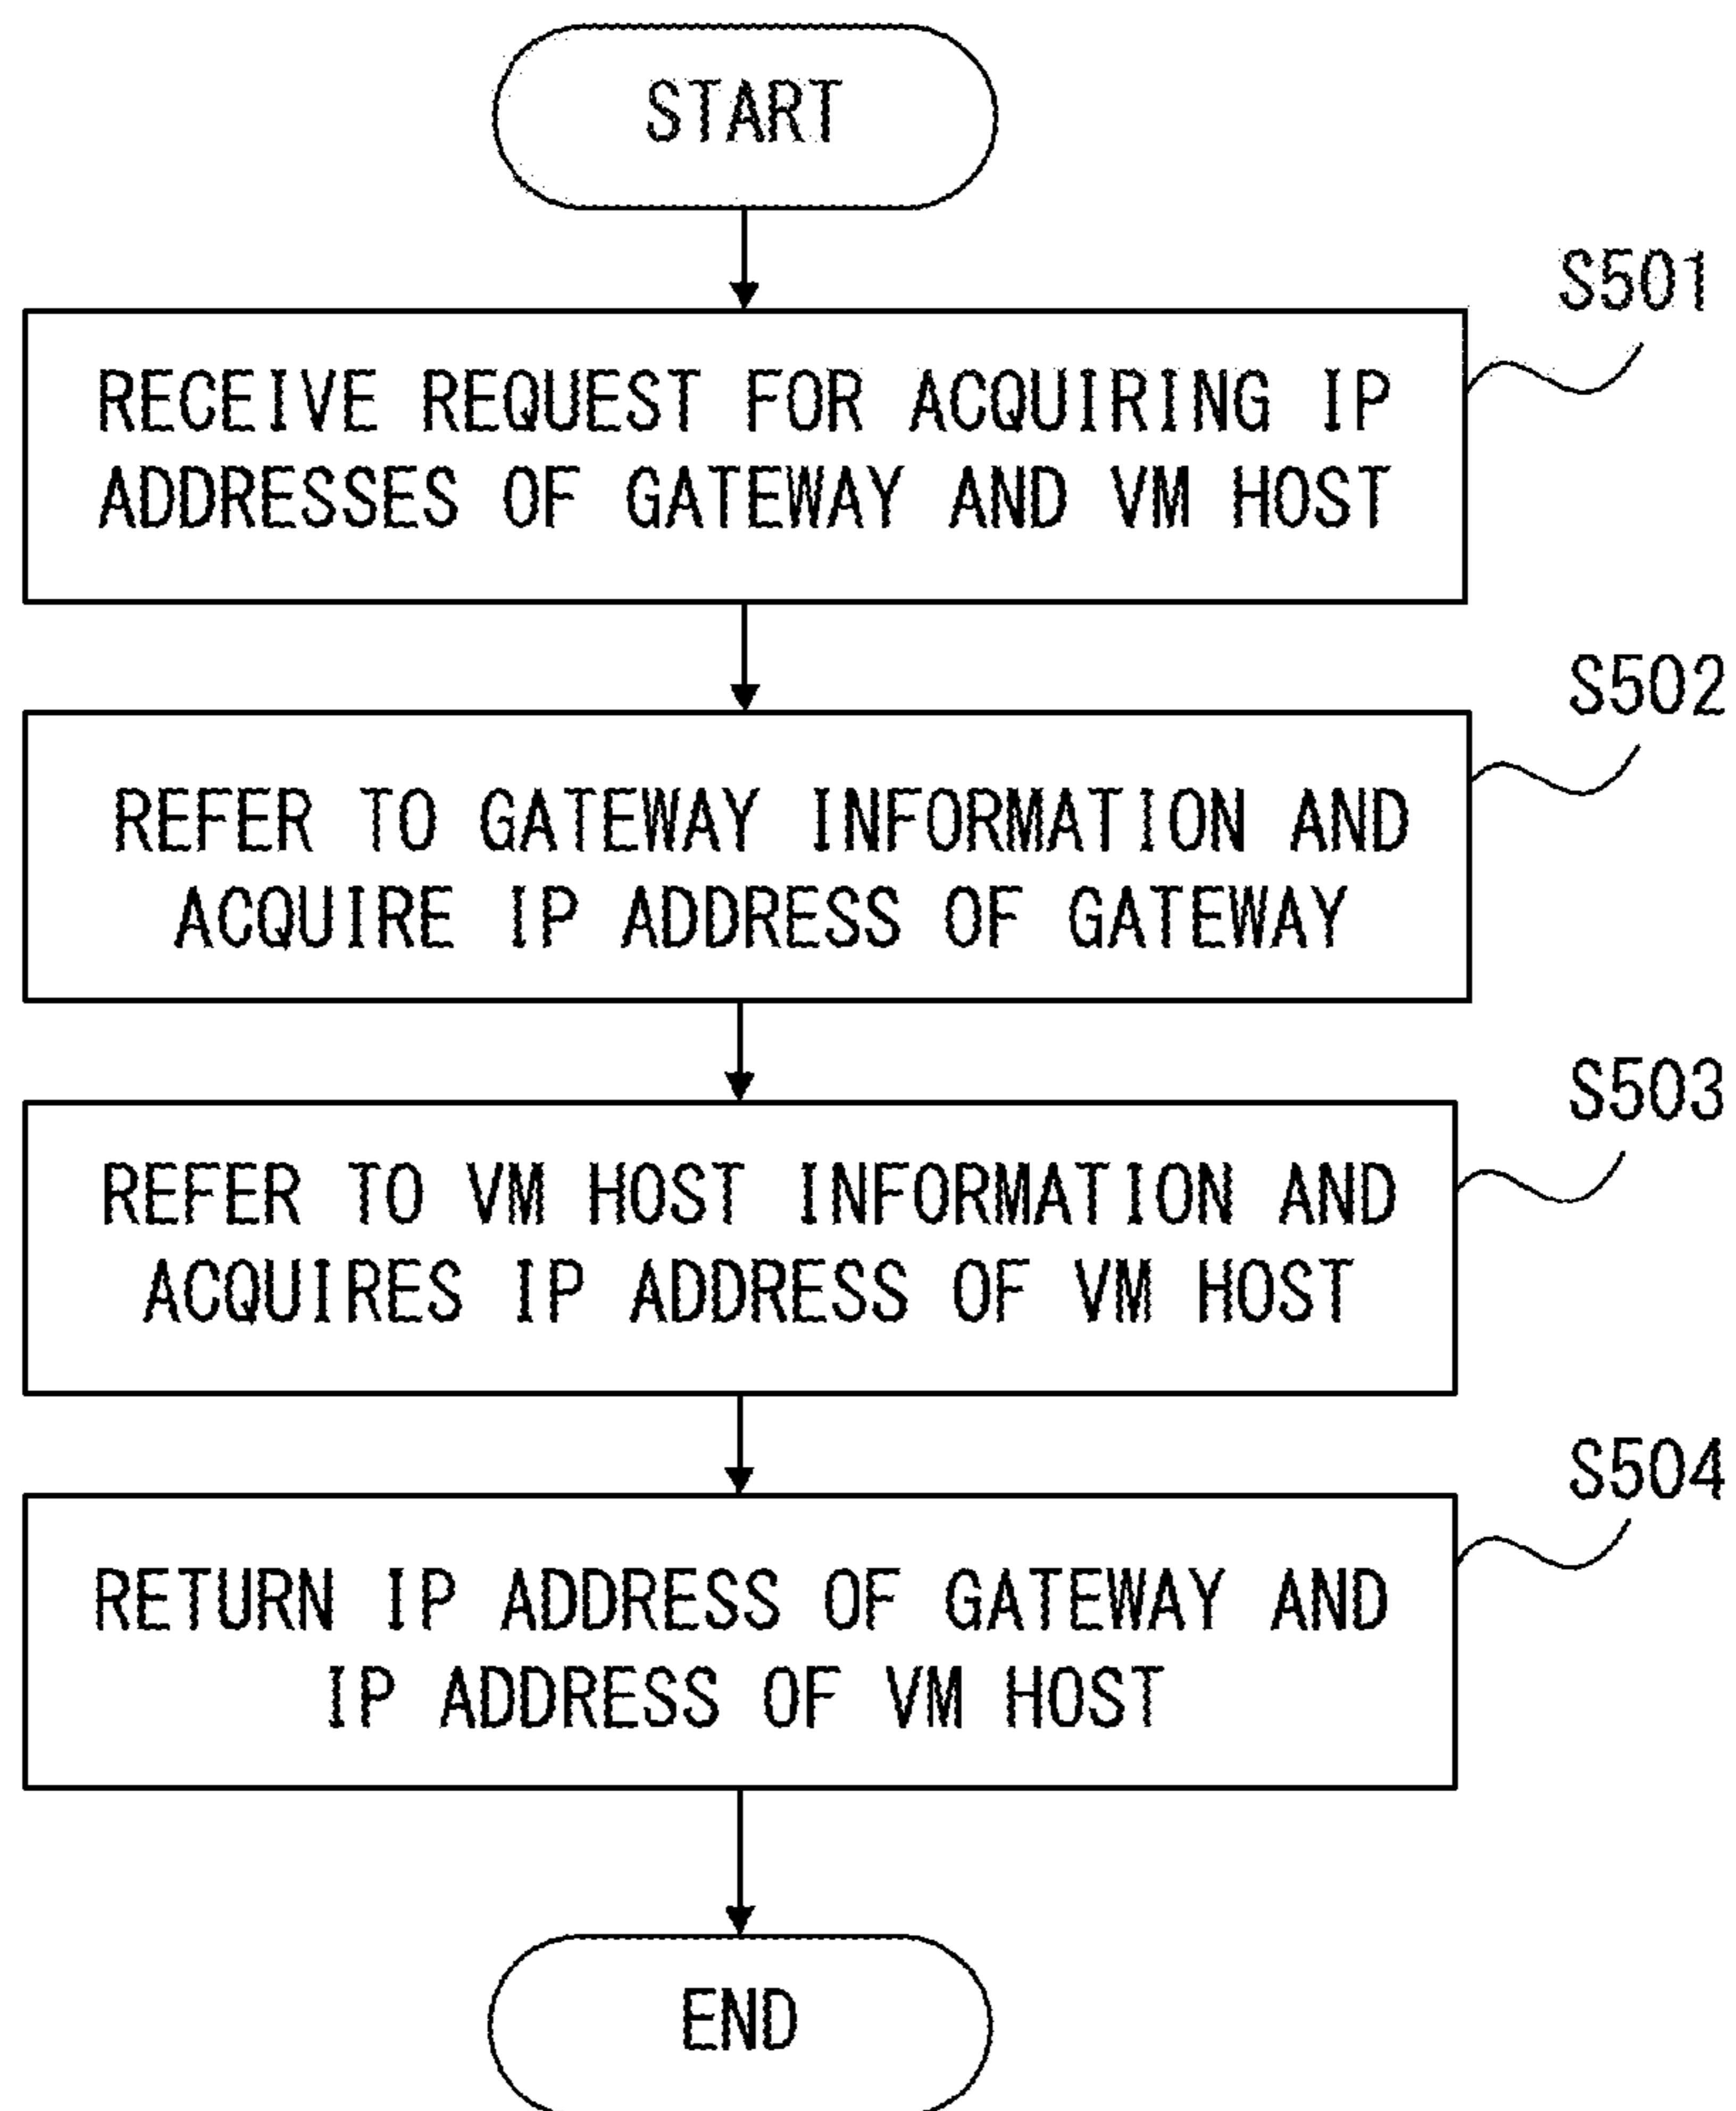 START
S501
RECEIVE REQUEST FOR ACQUIRING IP
ADDRESSES OF GATEWAY AND VM HOST
S502
REFER TO GATEWAY INFORMATION AND
ACQUIRE IP ADDRESS OF GATEWAY
S503
REFER TO VM HOST INFORMATION AND
ACQUIRES IP ADDRESS OF VM HOST
S504
RETURN IP ADDRESS OF GATEWAY AND
IP ADDRESS OF VM HOST
END